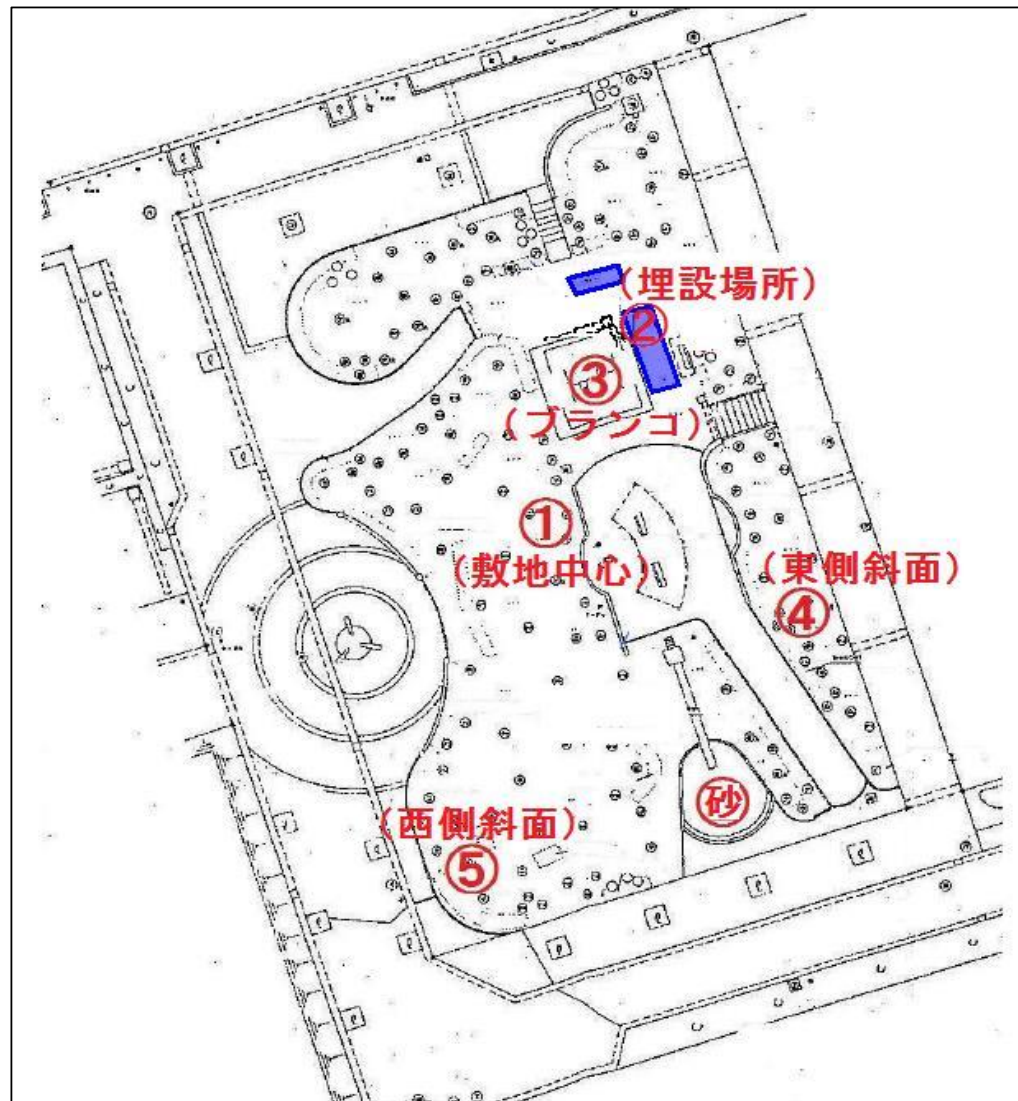 （埋設場所）
②
③
（ブランコ）
①
（敷地中心）
（東側斜面）
④
砂
（西側斜面）
⑤